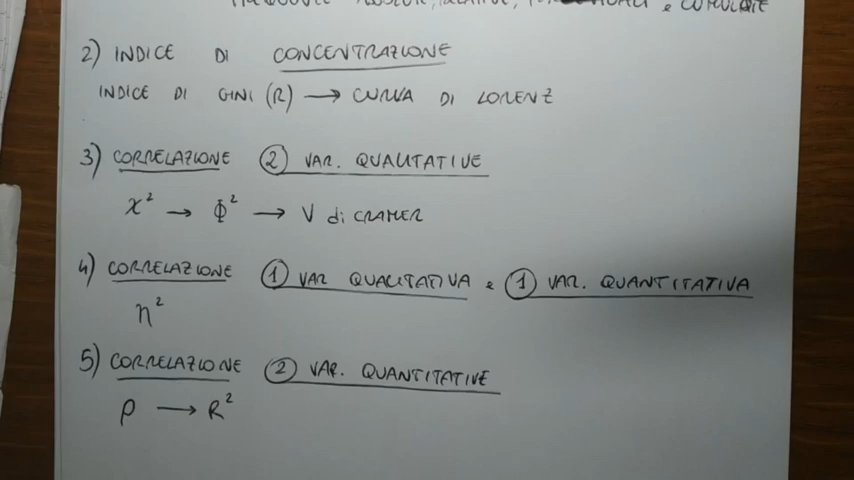 e CUMULATE
2) INDICE DI CONCENTRAZIONE
INDICE DI GINI (R) → CURVA DI LORENZ
3) CORRELAZIONE 2 VAR. QUALITATIVE
χ² → Φ² → V di CRAMER
4) CORRELAZIONE 1 VAR QUALITATIVA e 1 VAR. QUANTITATIVA
η²
5) CORRELAZIONE 2 VAR. QUANTITATIVE
ρ → R²